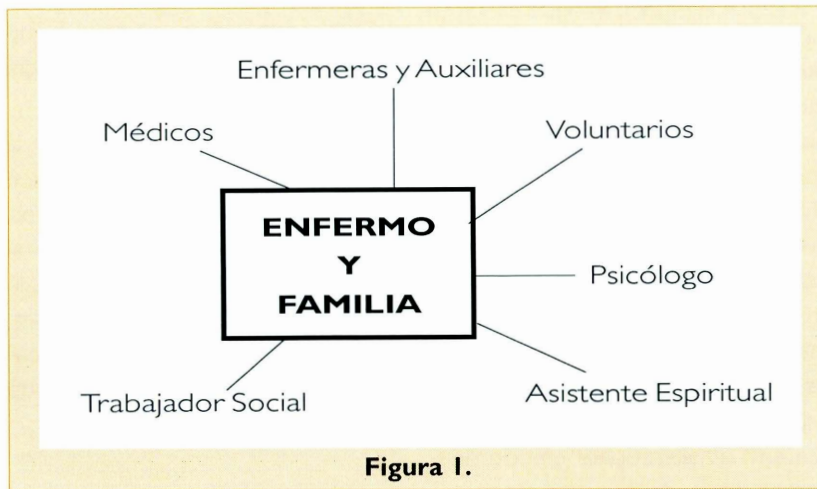 Enfermeras y Auxiliares
Médicos
Voluntarios
ENFERMO
Y
FAMILIA
Psicólogo
Trabajador Social
Asistente Espiritual
Figura 1.